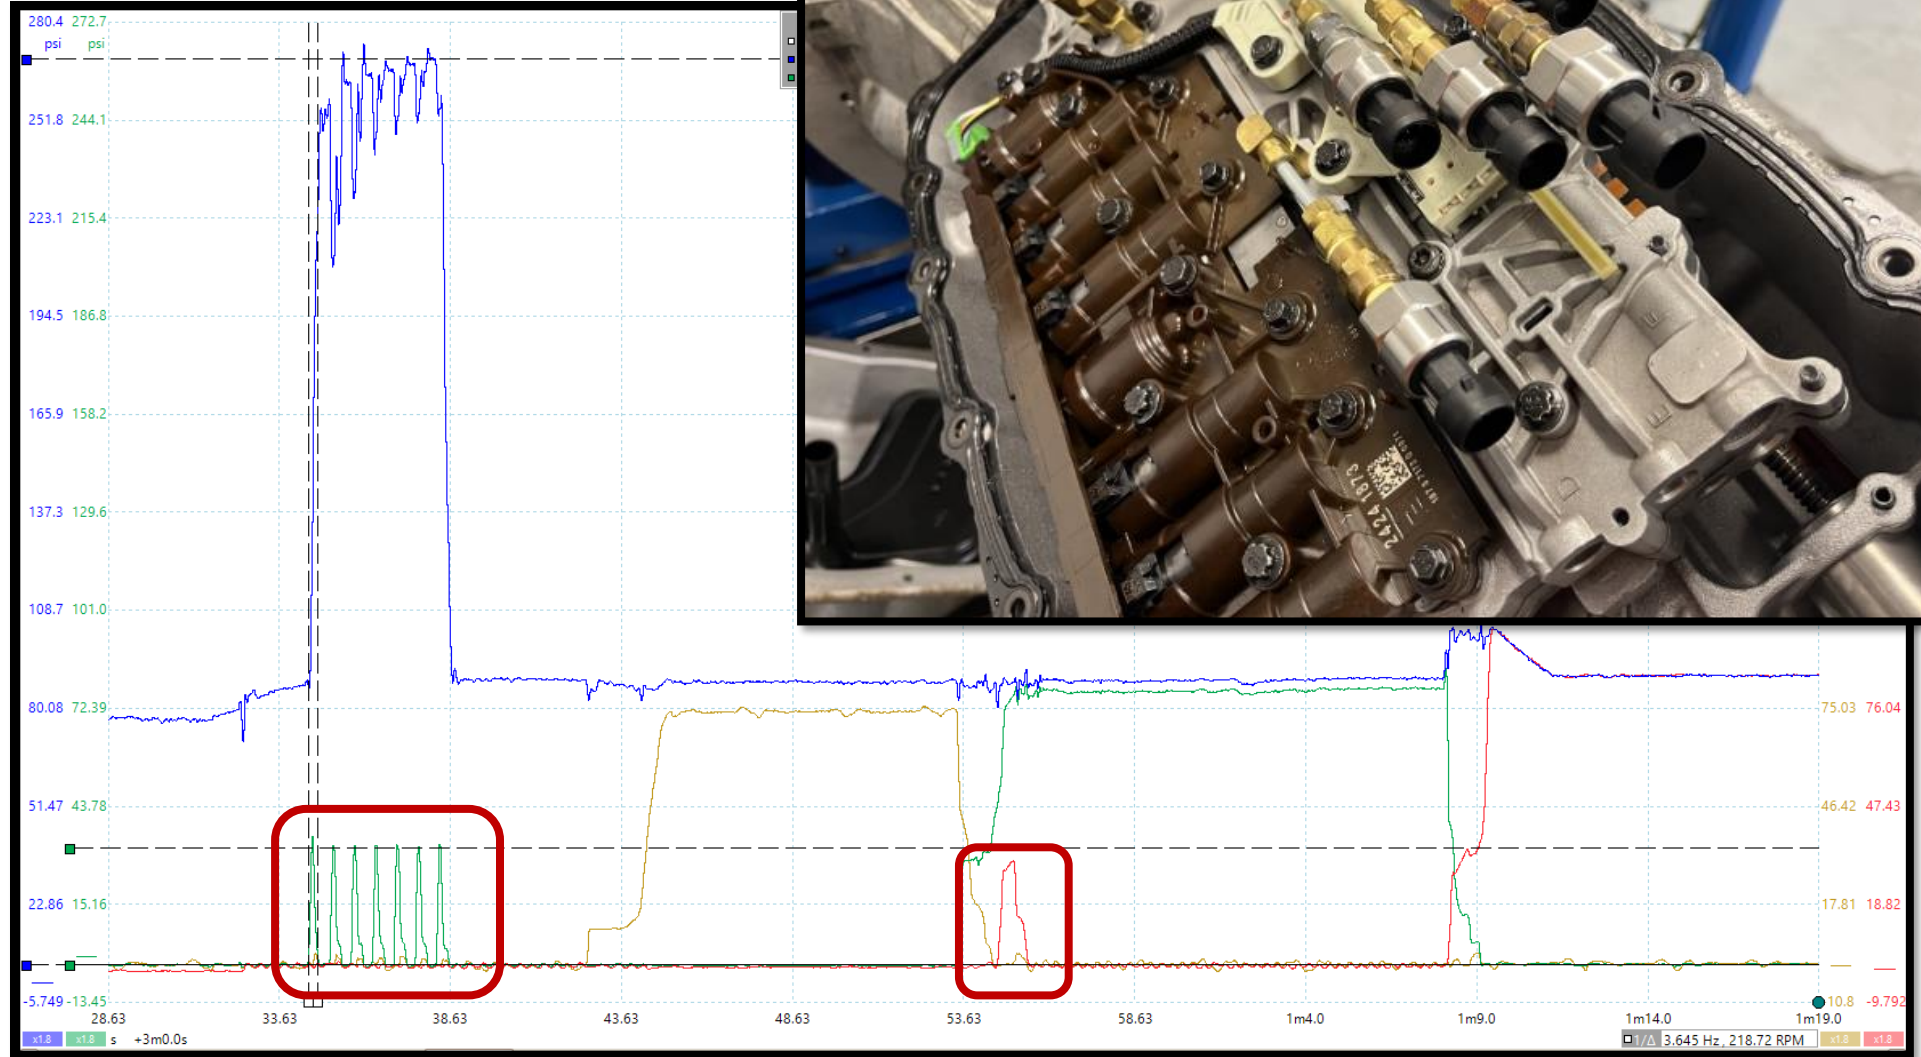 280.4 272.7
psi psi
251.8 244.1
223.1 215.4
194.5 186.8
165.9 158.2
137.3 129.6
108.7 101.0
80.08 72.39 75.03 76.04
51.47 43.78 46.42 47.43
22.86 15.16 17.81 18.82
-5.749 -13.45 10.8 -9.792
28.63 33.63 38.63 43.63 48.63 53.63 58.63 1m4.0 1m9.0 1m14.0 1m19.0
x1.8 x1.8 s +3m0.0s 1/Δ 3.645 Hz, 218.72 RPM x1.8 x1.8
24241873
E
E
D